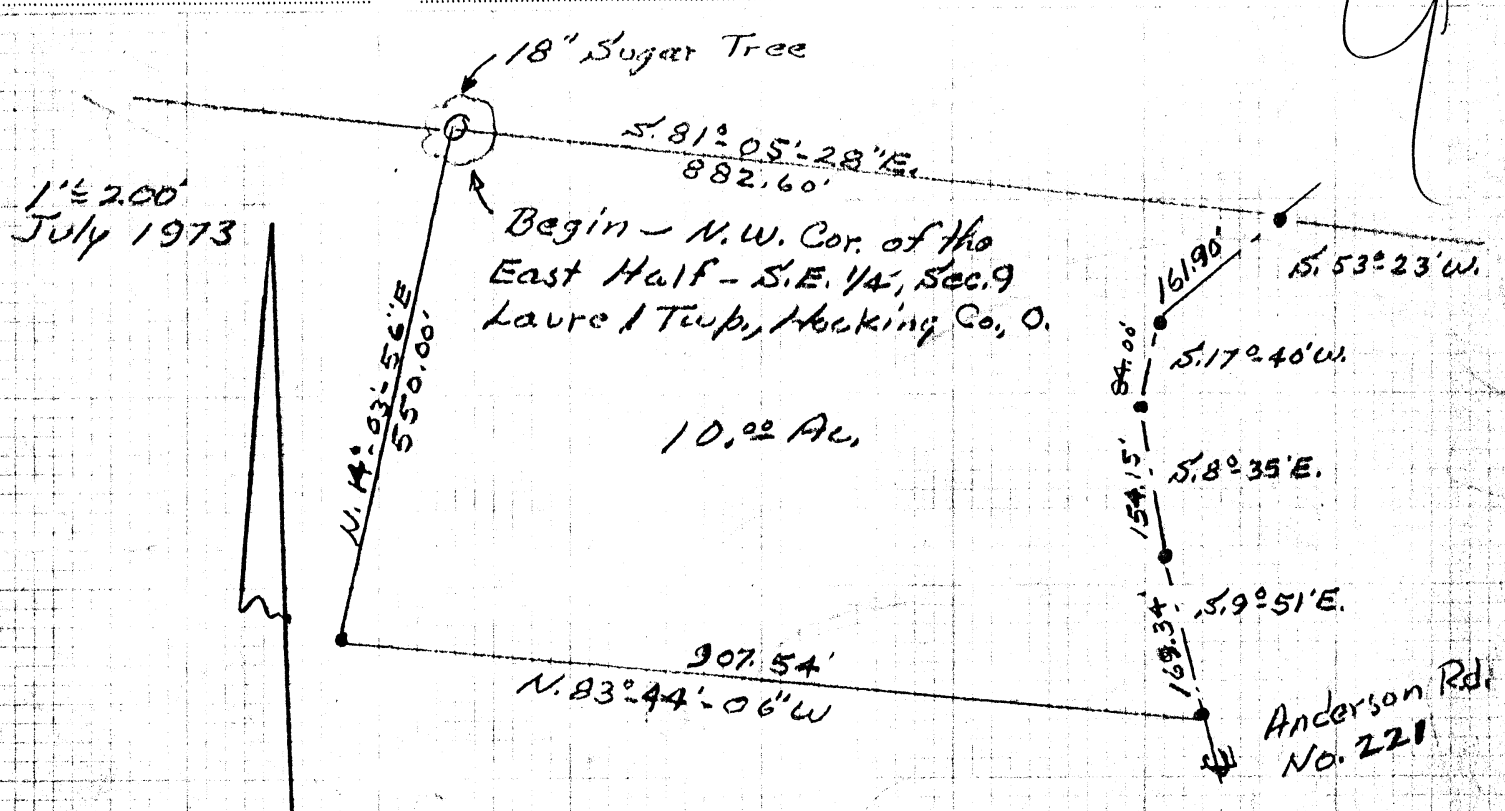 18" Sugar Tree
S. 81°-05'-28"E.
882.60'
1"=200'
July 1973
Begin - N.W. Cor. of the
East Half - S.E. 1/4, Sec. 9
Laurel Twp., Hocking Co., O.
161.90'
S. 53°-23'W.
84.00'
S. 17°-40'W.
N. 14°-03'-56"E
550.00'
10.00 Ac.
154.15'
S. 8°-35'E.
S. 9°-51'E.
907.54'
N. 83°-44'-06"W
Anderson Rd.
No. 221